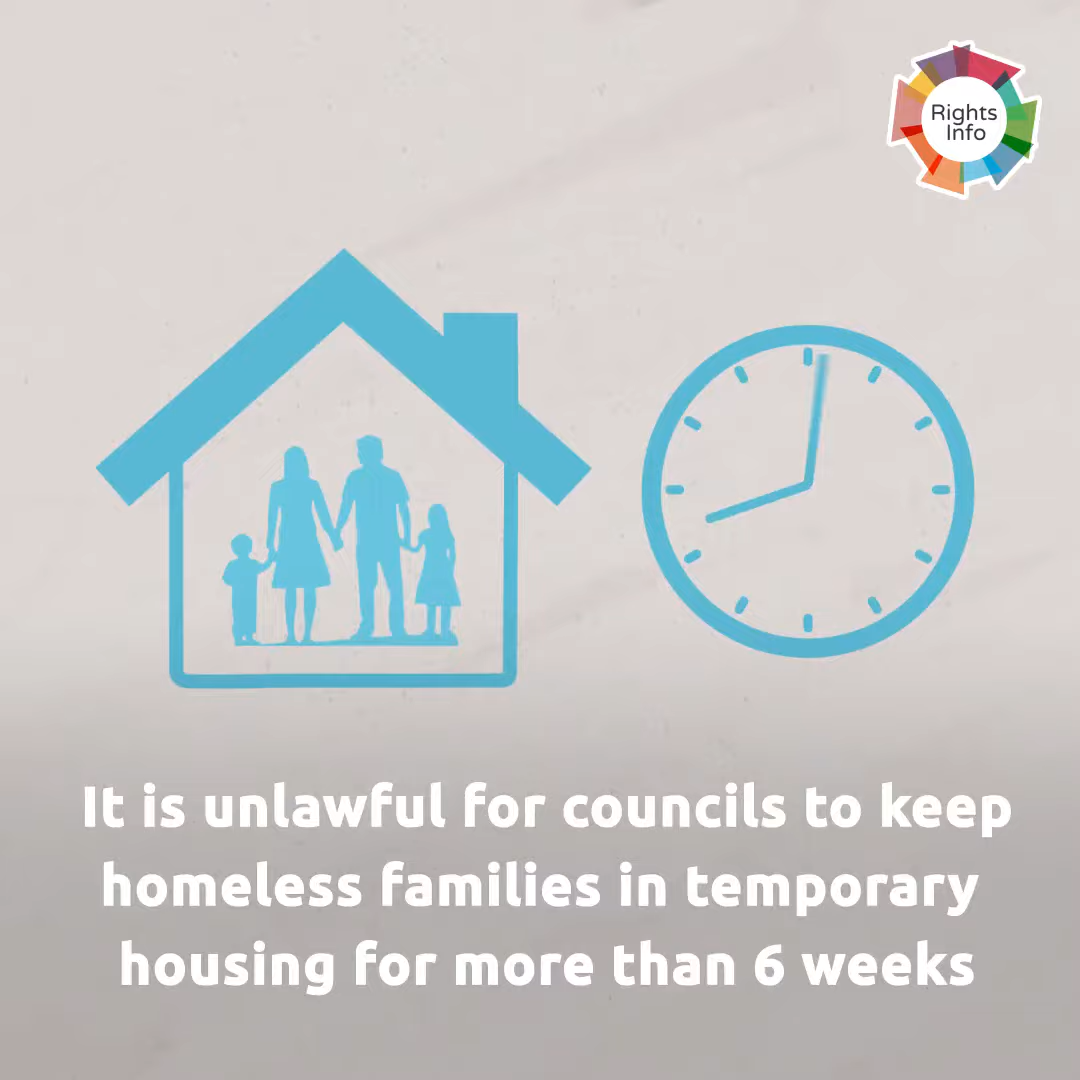 Rights
Info
It is unlawful for councils to keep
homeless families in temporary
housing for more than 6 weeks